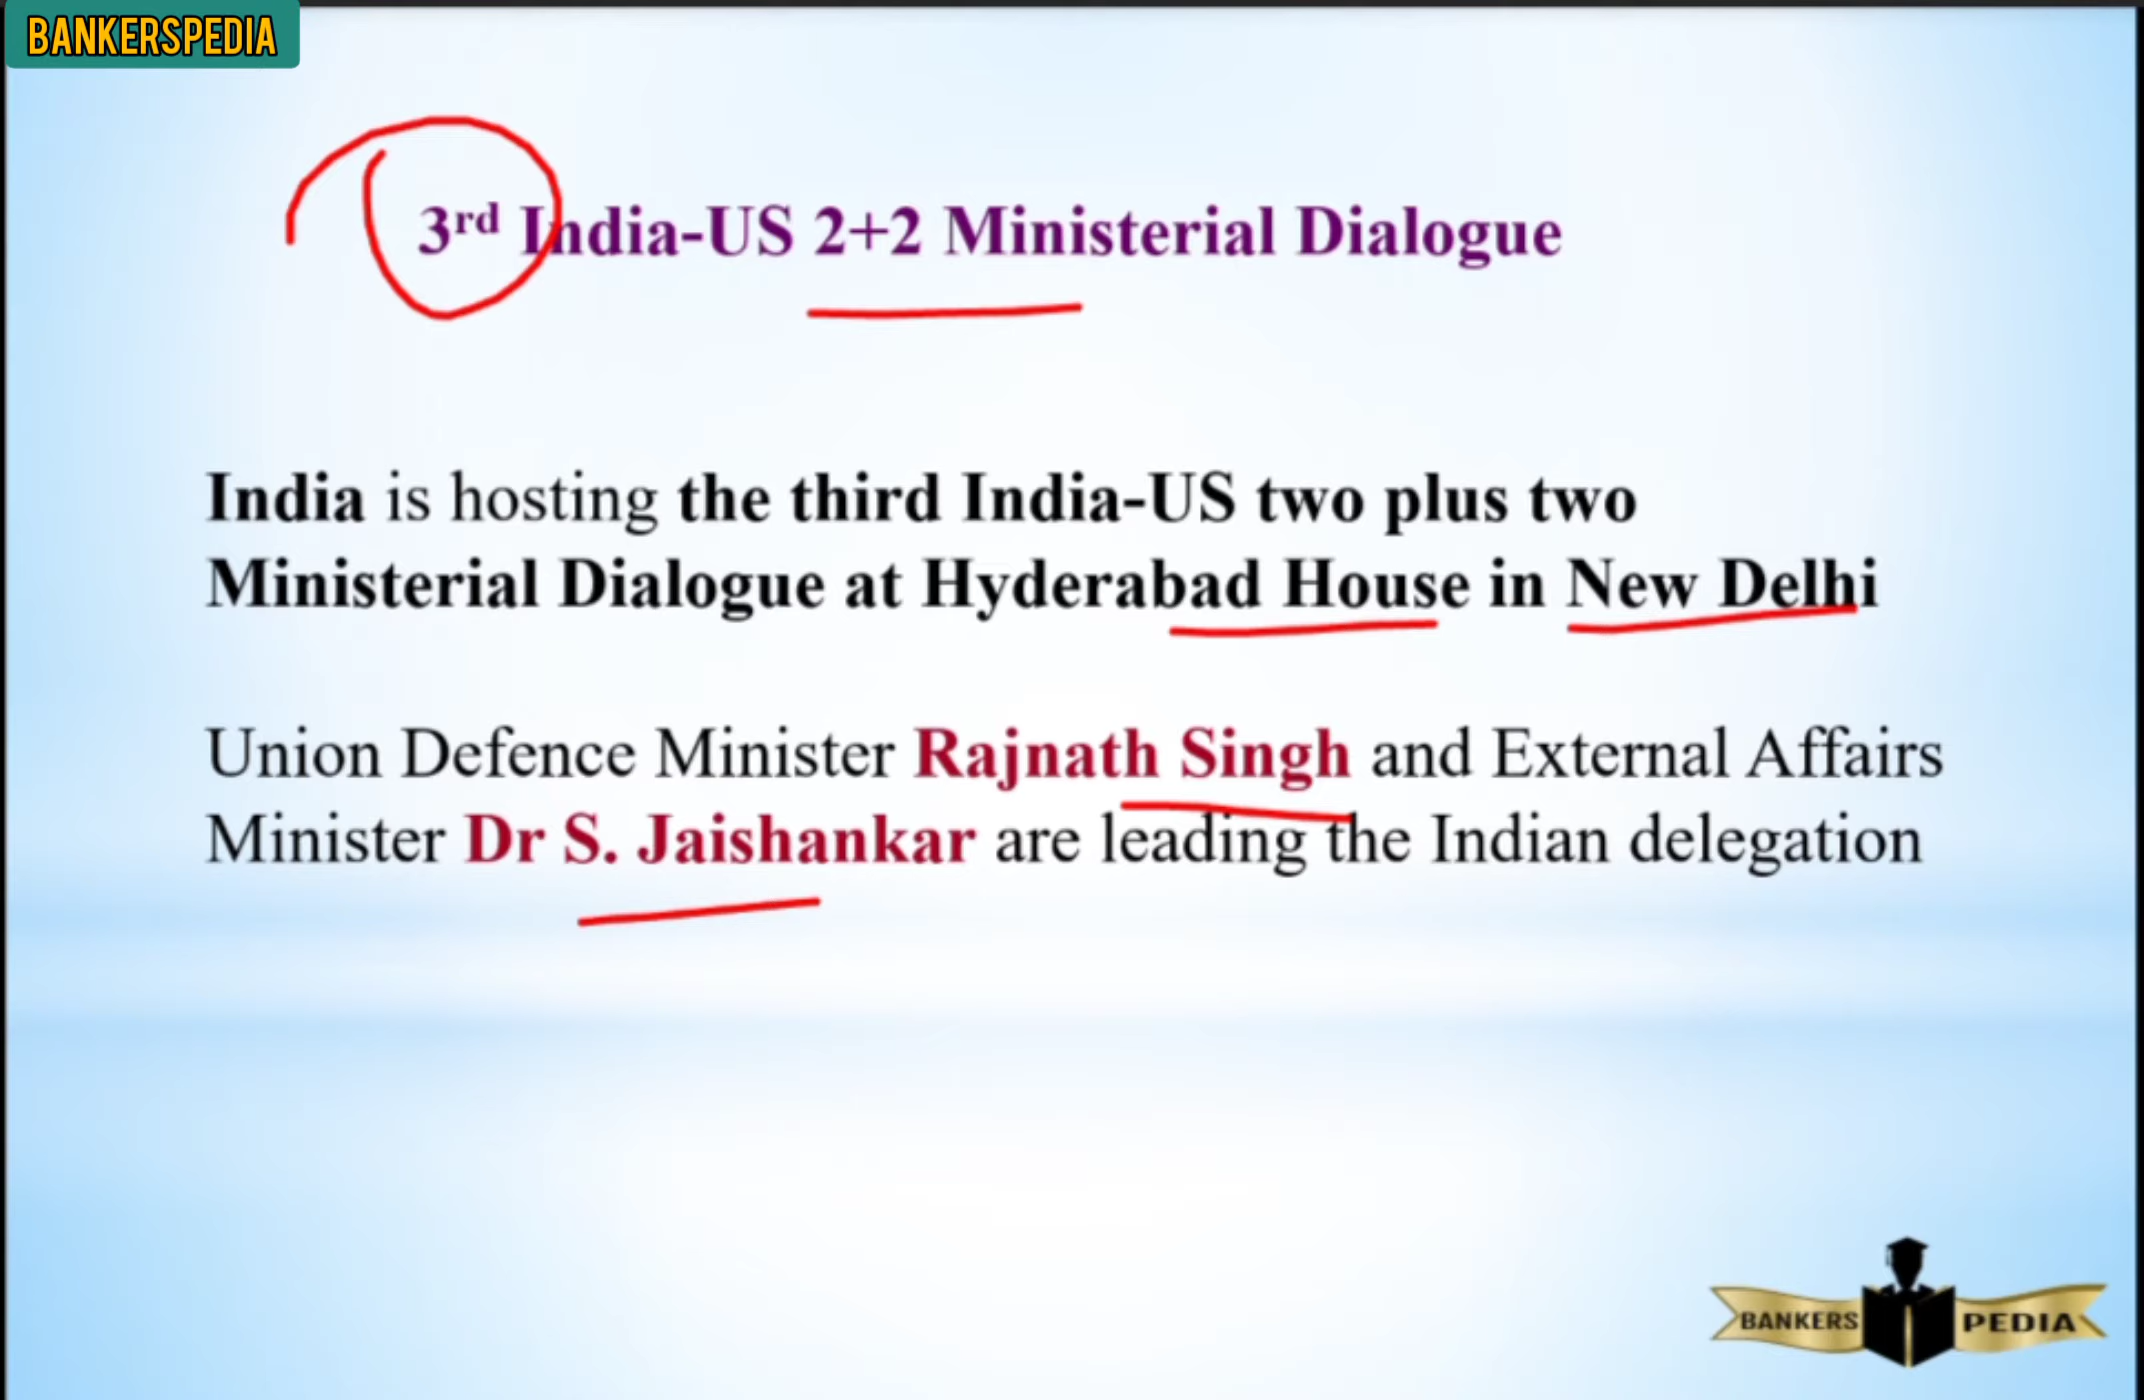 BANKERSPEDIA
3rd India-US 2+2 Ministerial Dialogue
India is hosting the third India-US two plus two
Ministerial Dialogue at Hyderabad House in New Delhi
Union Defence Minister Rajnath Singh and External Affairs
Minister Dr S. Jaishankar are leading the Indian delegation
BANKERS PEDIA